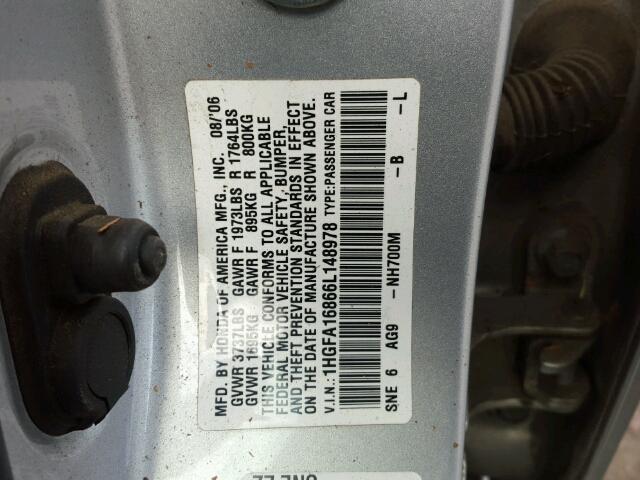 MFD. BY HONDA OF AMERICA MFG., INC. 08/'06
GVWR 3737LBS GAWR F 1973LBS R 1764LBS
GVWR 1695KG GAWR F 895KG R 800KG
THIS VEHICLE CONFORMS TO ALL APPLICABLE
FEDERAL MOTOR VEHICLE SAFETY, BUMPER,
AND THEFT PREVENTION STANDARDS IN EFFECT
ON THE DATE OF MANUFACTURE SHOWN ABOVE.
V.I.N.: 1HGFA16866L148978 TYPE:PASSENGER CAR
SNE 6 AG9 –NH700M –B –L